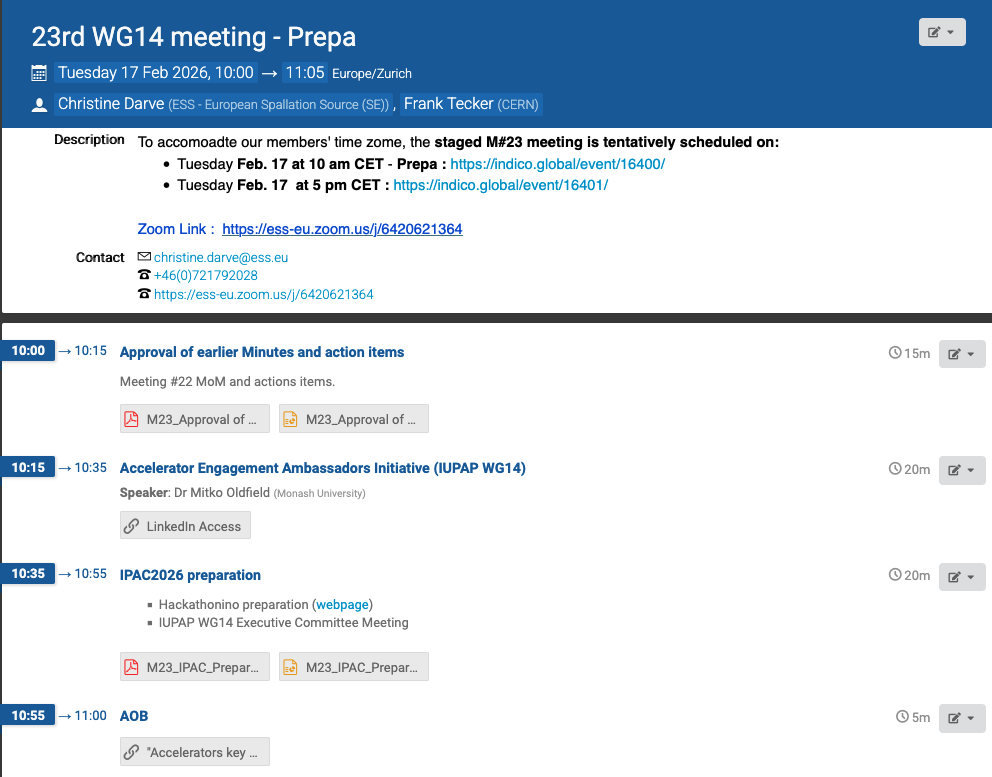 23rd WG14 meeting - Prepa
Tuesday 17 Feb 2026, 10:00 → 11:05 Europe/Zurich
Christine Darve (ESS - European Spallation Source (SE)) , Frank Tecker (CERN)
Description To accomoadte our members' time zome, the staged M#23 meeting is tentatively scheduled on:
• Tuesday Feb. 17 at 10 am CET - Prepa : https://indico.global/event/16400/
• Tuesday Feb. 17 at 5 pm CET : https://indico.global/event/16401/
Zoom Link : https://ess-eu.zoom.us/j/6420621364
Contact christine.darve@ess.eu
+46(0)721792028
https://ess-eu.zoom.us/j/6420621364
10:00 → 10:15 Approval of earlier Minutes and action items 15m
Meeting #22 MoM and actions items.
M23_Approval of ... M23_Approval of ...
10:15 → 10:35 Accelerator Engagement Ambassadors Initiative (IUPAP WG14) 20m
Speaker: Dr Mitko Oldfield (Monash University)
LinkedIn Access
10:35 → 10:55 IPAC2026 preparation 20m
▪ Hackathonino preparation (webpage)
▪ IUPAP WG14 Executive Committee Meeting
M23_IPAC_Prepar... M23_IPAC_Prepar...
10:55 → 11:00 AOB 5m
"Accelerators key ...